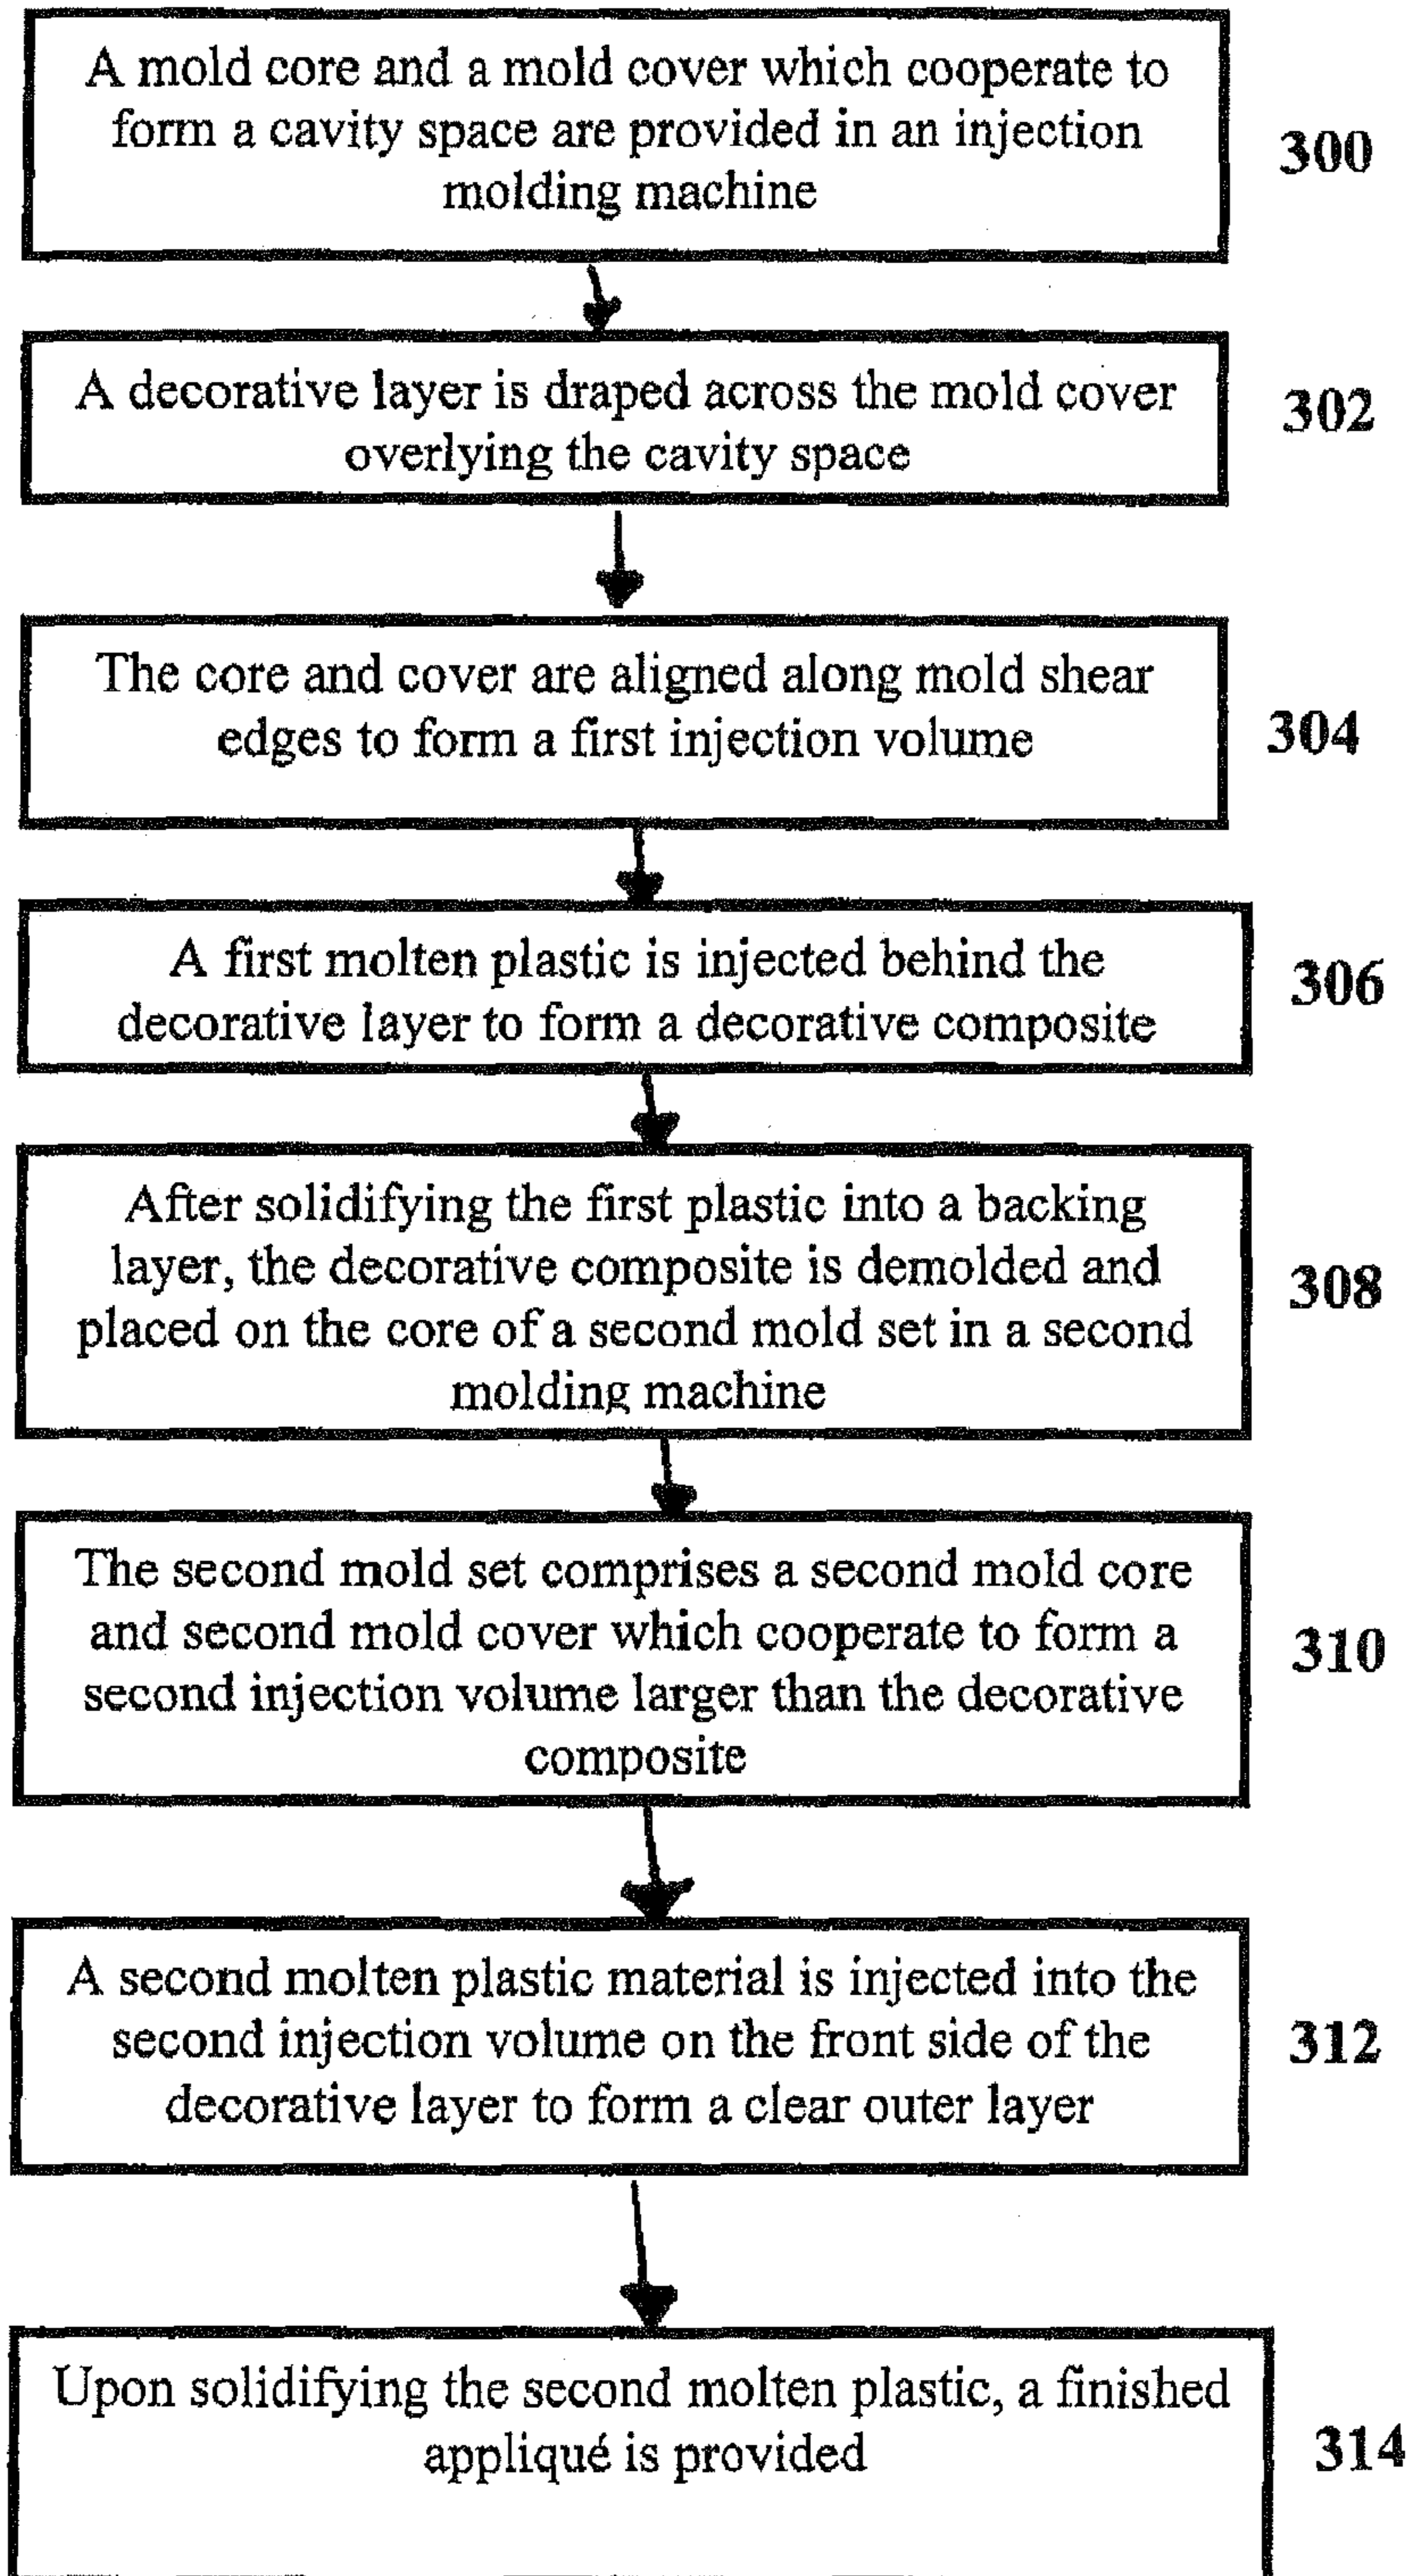 A mold core and a mold cover which cooperate to
form a cavity space are provided in an injection
molding machine
300
A decorative layer is draped across the mold cover
overlying the cavity space
302
The core and cover are aligned along mold shear
edges to form a first injection volume
304
A first molten plastic is injected behind the
decorative layer to form a decorative composite
306
After solidifying the first plastic into a backing
layer, the decorative composite is demolded and
placed on the core of a second mold set in a second
molding machine
308
The second mold set comprises a second mold core
and second mold cover which cooperate to form a
second injection volume larger than the decorative
composite
310
A second molten plastic material is injected into the
second injection volume on the front side of the
decorative layer to form a clear outer layer
312
Upon solidifying the second molten plastic, a finished
appliqué is provided
314